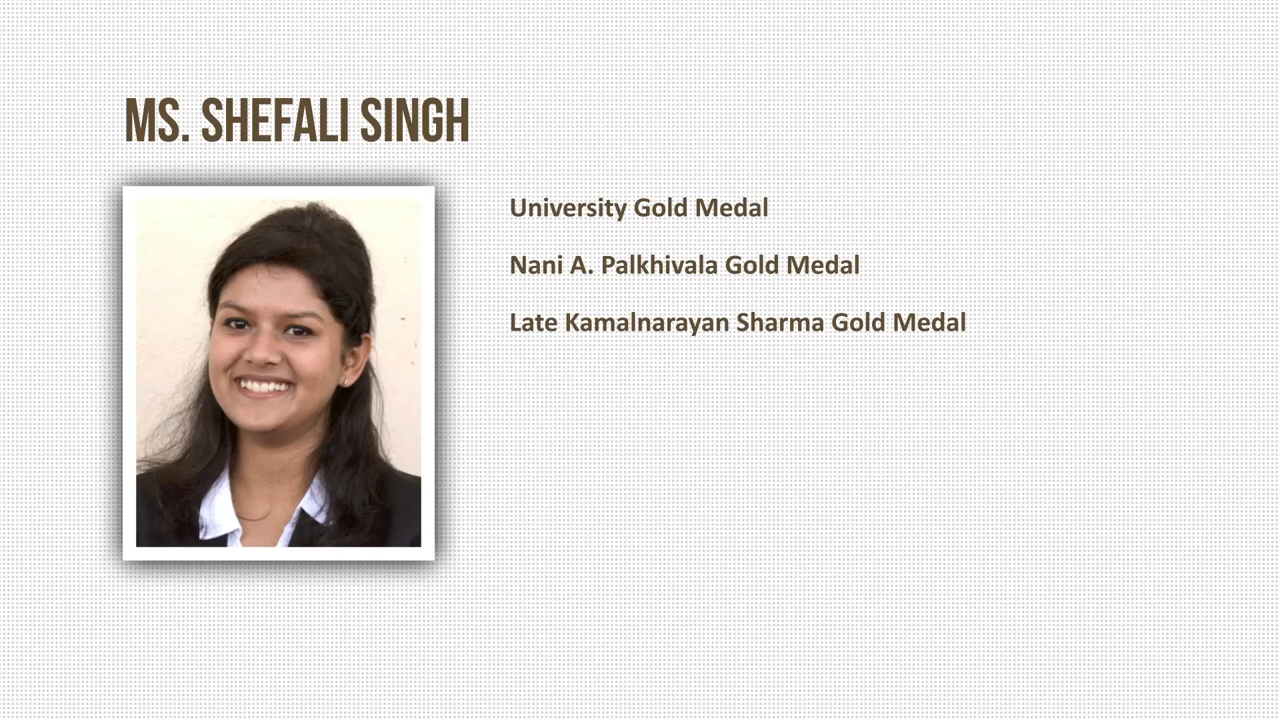 MS. SHEFALI SINGH
University Gold Medal
Nani A. Palkhivala Gold Medal
Late Kamalnarayan Sharma Gold Medal